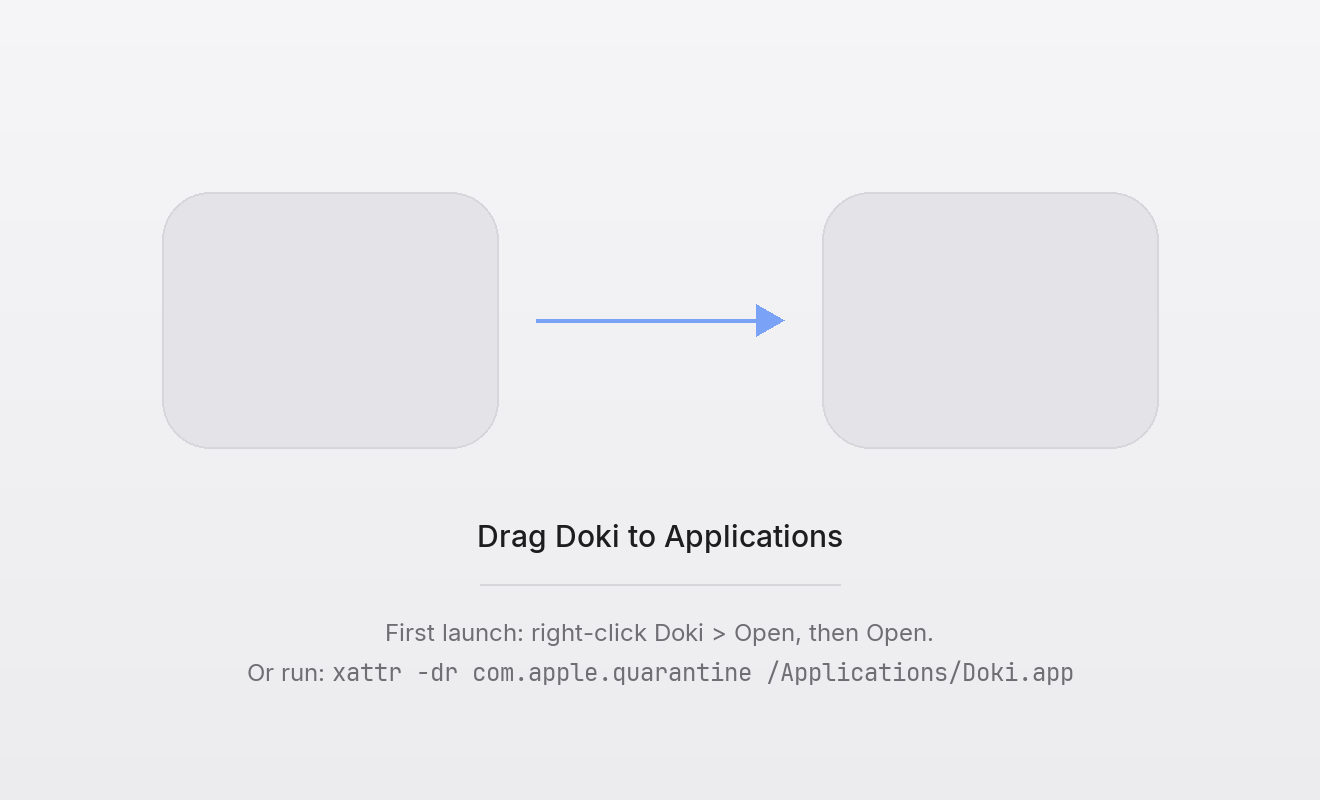 Drag Doki to Applications
First launch: right-click Doki > Open, then Open.
Or run: xattr -dr com.apple.quarantine /Applications/Doki.app